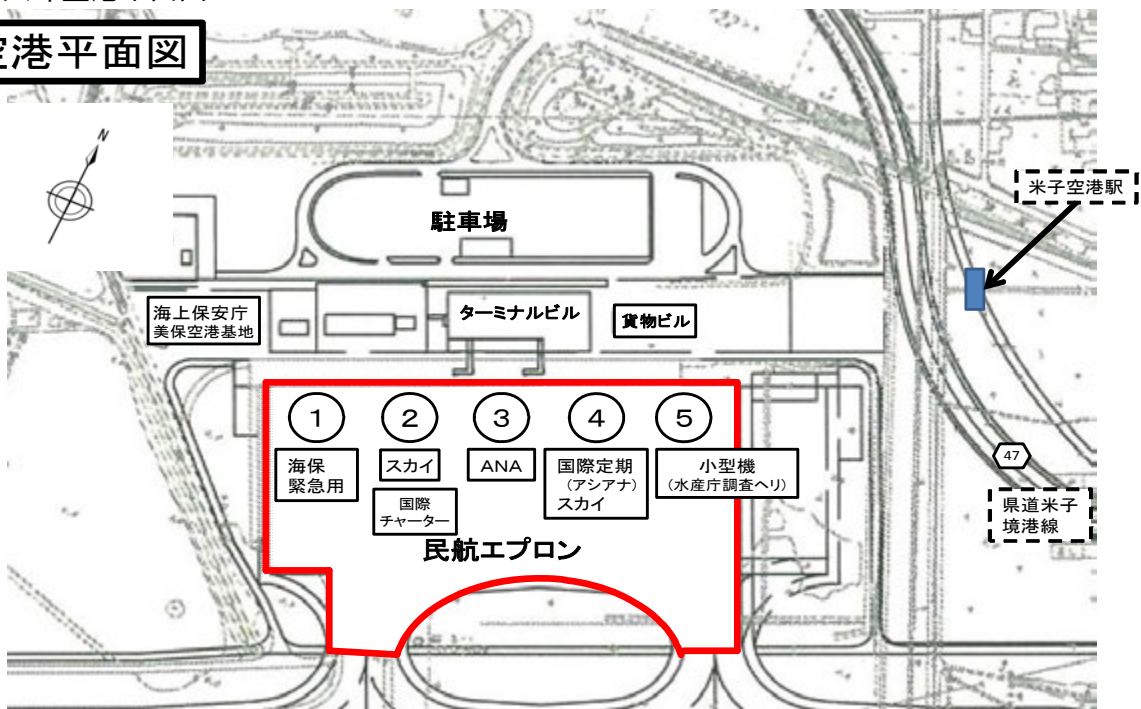 空港平面図
N
駐車場
米子空港駅
海上保安庁
美保空港基地
ターミナルビル
貨物ビル
1
2
3
4
5
海保
緊急用
スカイ
国際
チャーター
ANA
国際定期
(アシアナ)
スカイ
小型機
(水産庁調査ヘリ)
民航エプロン
47
県道米子
境港線